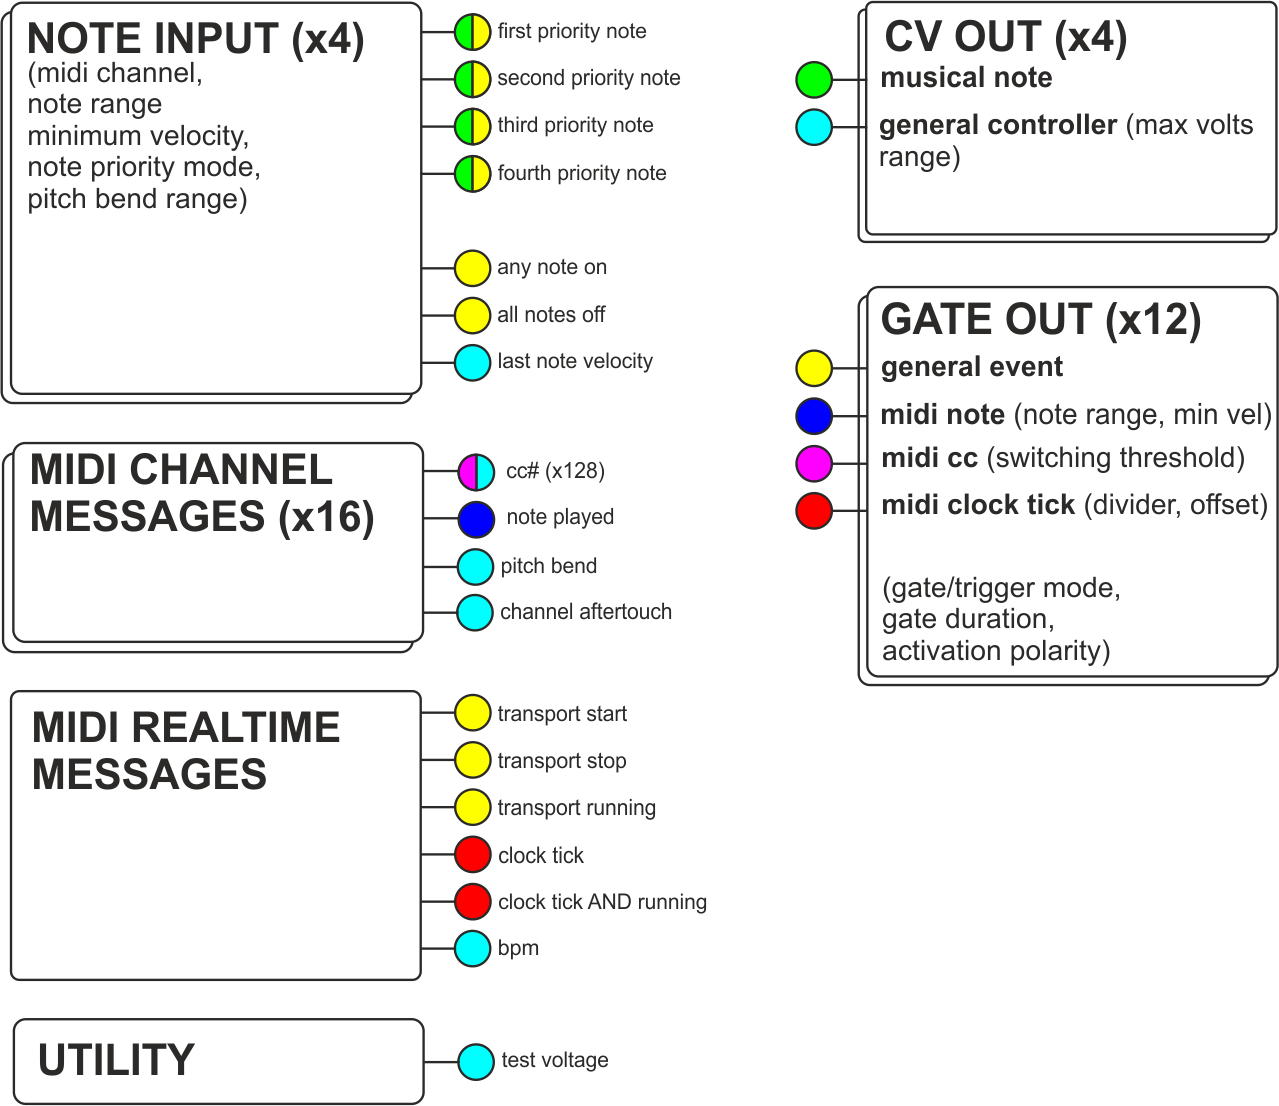 NOTE INPUT (x4)
(midi channel,
note range
minimum velocity,
note priority mode,
pitch bend range)
first priority note
second priority note
third priority note
fourth priority note
any note on
all notes off
last note velocity
MIDI CHANNEL
MESSAGES (x16)
cc# (x128)
note played
pitch bend
channel aftertouch
MIDI REALTIME
MESSAGES
transport start
transport stop
transport running
clock tick
clock tick AND running
bpm
UTILITY
test voltage
CV OUT (x4)
musical note
general controller (max volts
range)
GATE OUT (x12)
general event
midi note (note range, min vel)
midi cc (switching threshold)
midi clock tick (divider, offset)
(gate/trigger mode,
gate duration,
activation polarity)